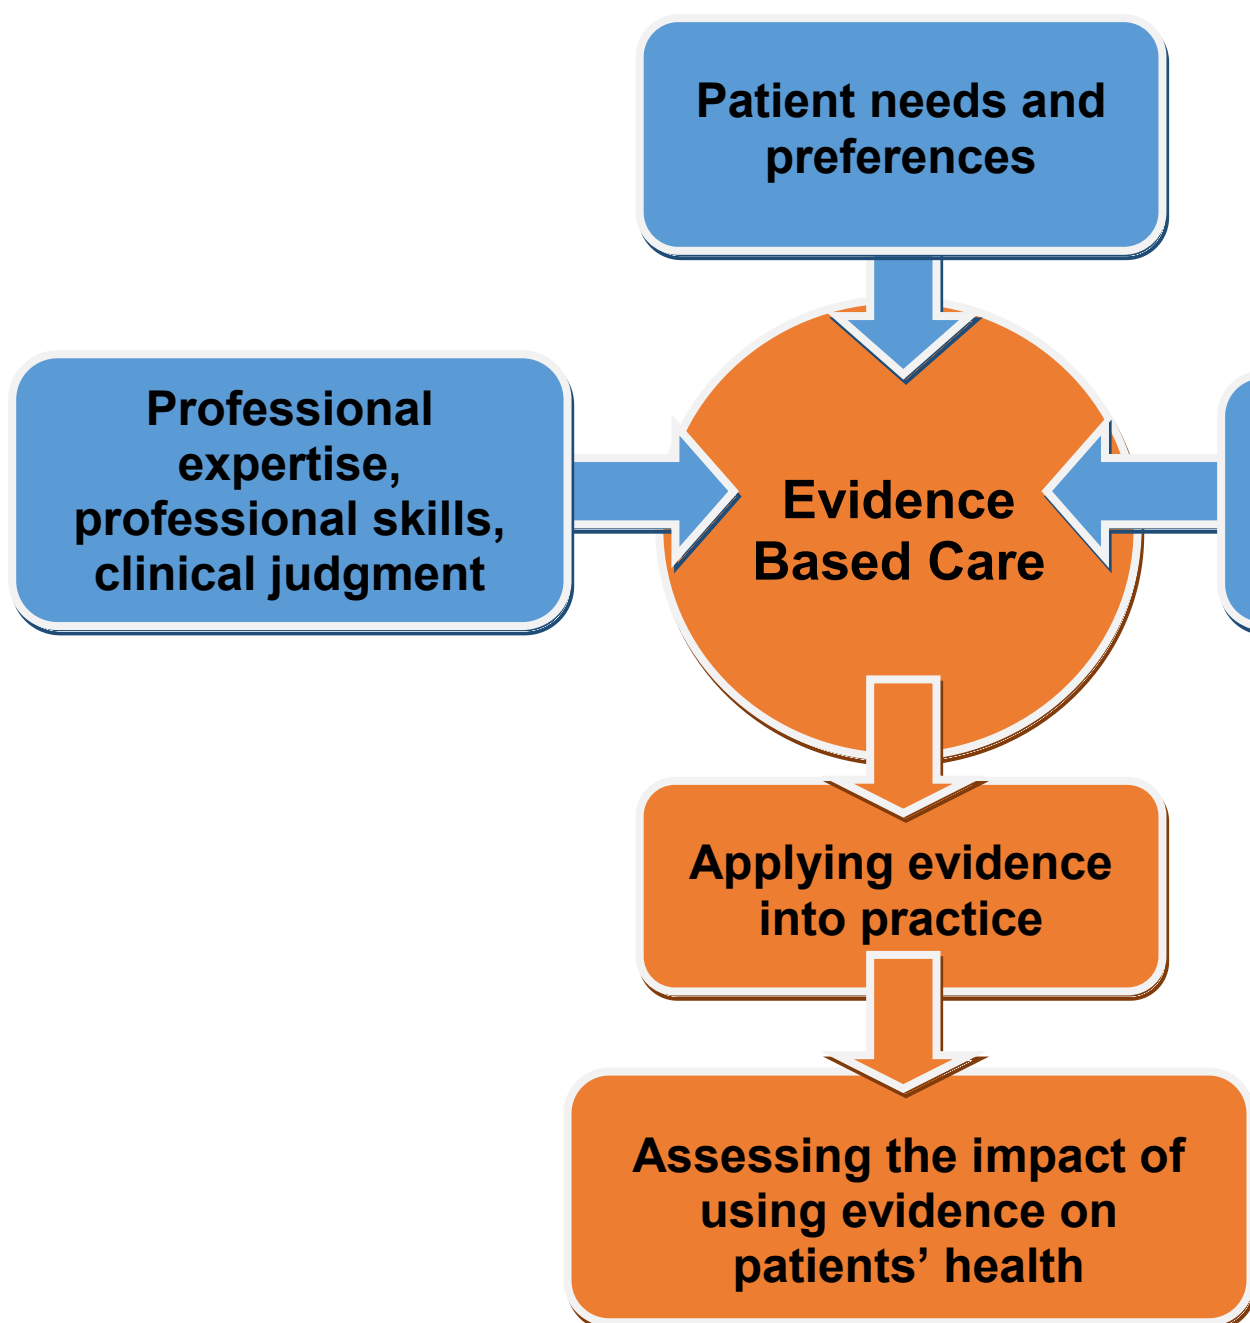 Patient needs and
preferences
Professional
expertise,
professional skills,
clinical judgment
Evidence
Based Care
Applying evidence
into practice
Assessing the impact of
using evidence on
patients’ health